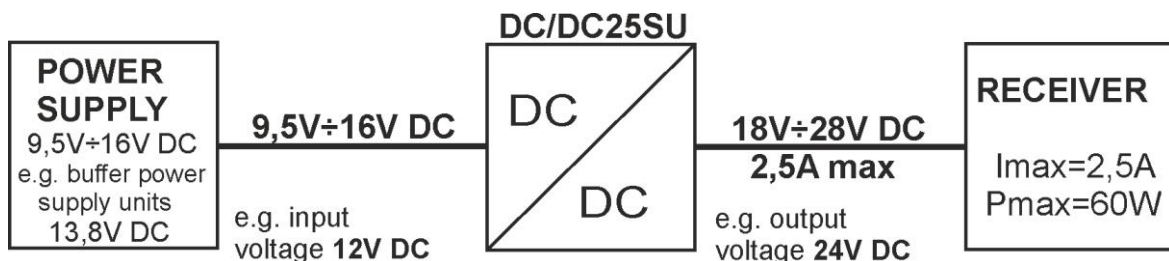 DC/DC25SU
POWER
SUPPLY
9,5V÷16V DC
e.g. buffer power
supply units
13,8V DC
9,5V÷16V DC
e.g. input
voltage 12V DC
DC
DC
18V÷28V DC
2,5A max
e.g. output
voltage 24V DC
RECEIVER
Imax=2,5A
Pmax=60W